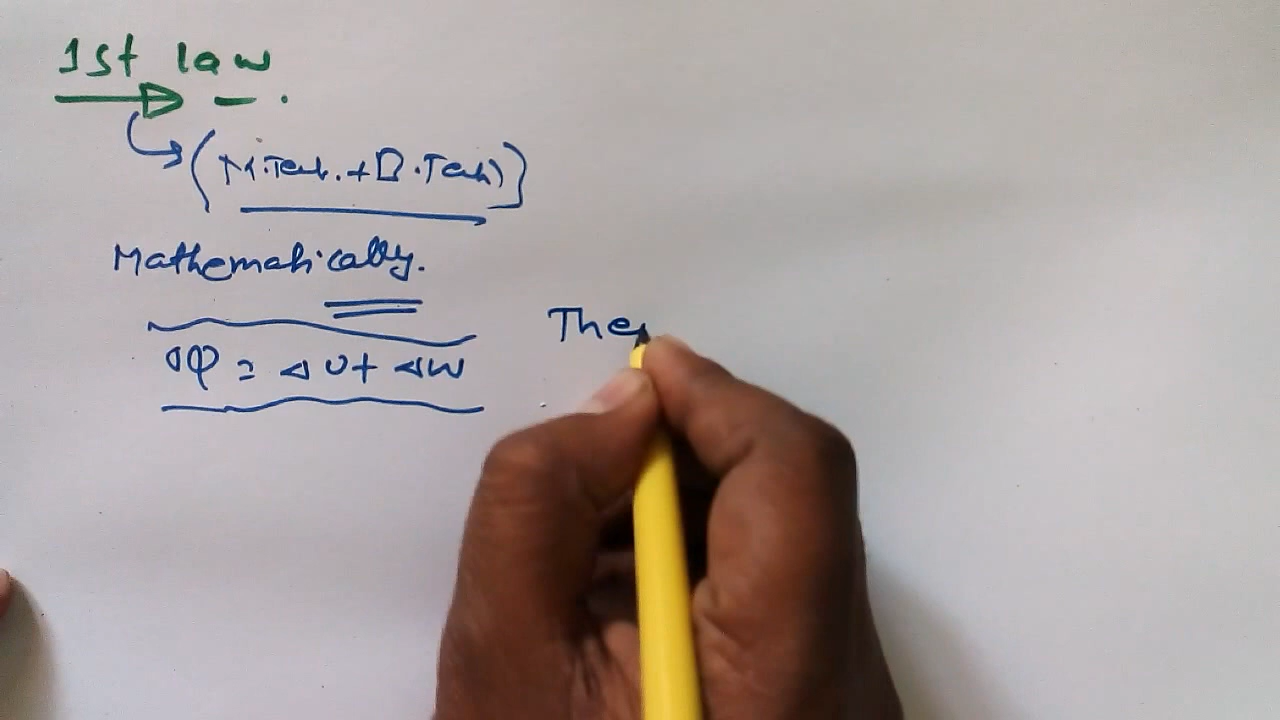 1st law
(M.Tech. + B.Tech)
Mathematically.
ΔQ = ΔU + ΔW
The